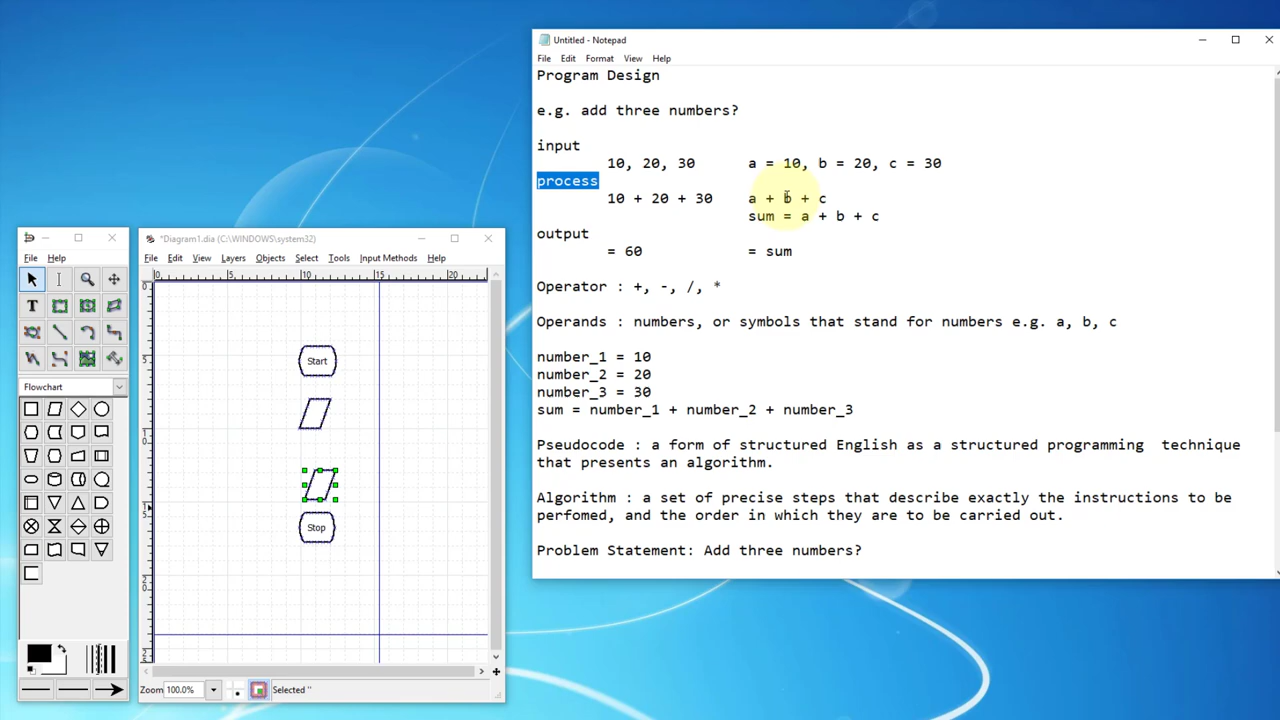 Untitled - Notepad
File Edit Format View Help
Program Design
e.g. add three numbers?
input
10, 20, 30 a = 10, b = 20, c = 30
process
10 + 20 + 30 a + b + c
sum = a + b + c
output
= 60 = sum
Operator : +, -, /, *
Operands : numbers, or symbols that stand for numbers e.g. a, b, c
number_1 = 10
number_2 = 20
number_3 = 30
sum = number_1 + number_2 + number_3
Pseudocode : a form of structured English as a structured programming technique
that presents an algorithm.
Algorithm : a set of precise steps that describe exactly the instructions to be
perfomed, and the order in which they are to be carried out.
Problem Statement: Add three numbers?
File Help
T
Flowchart
*Diagram1.dia (C:\WINDOWS\system32)
File Edit View Layers Objects Select Tools Input Methods Help
0 5 10 15 20
Start
Stop
Zoom 100.0% Selected ''